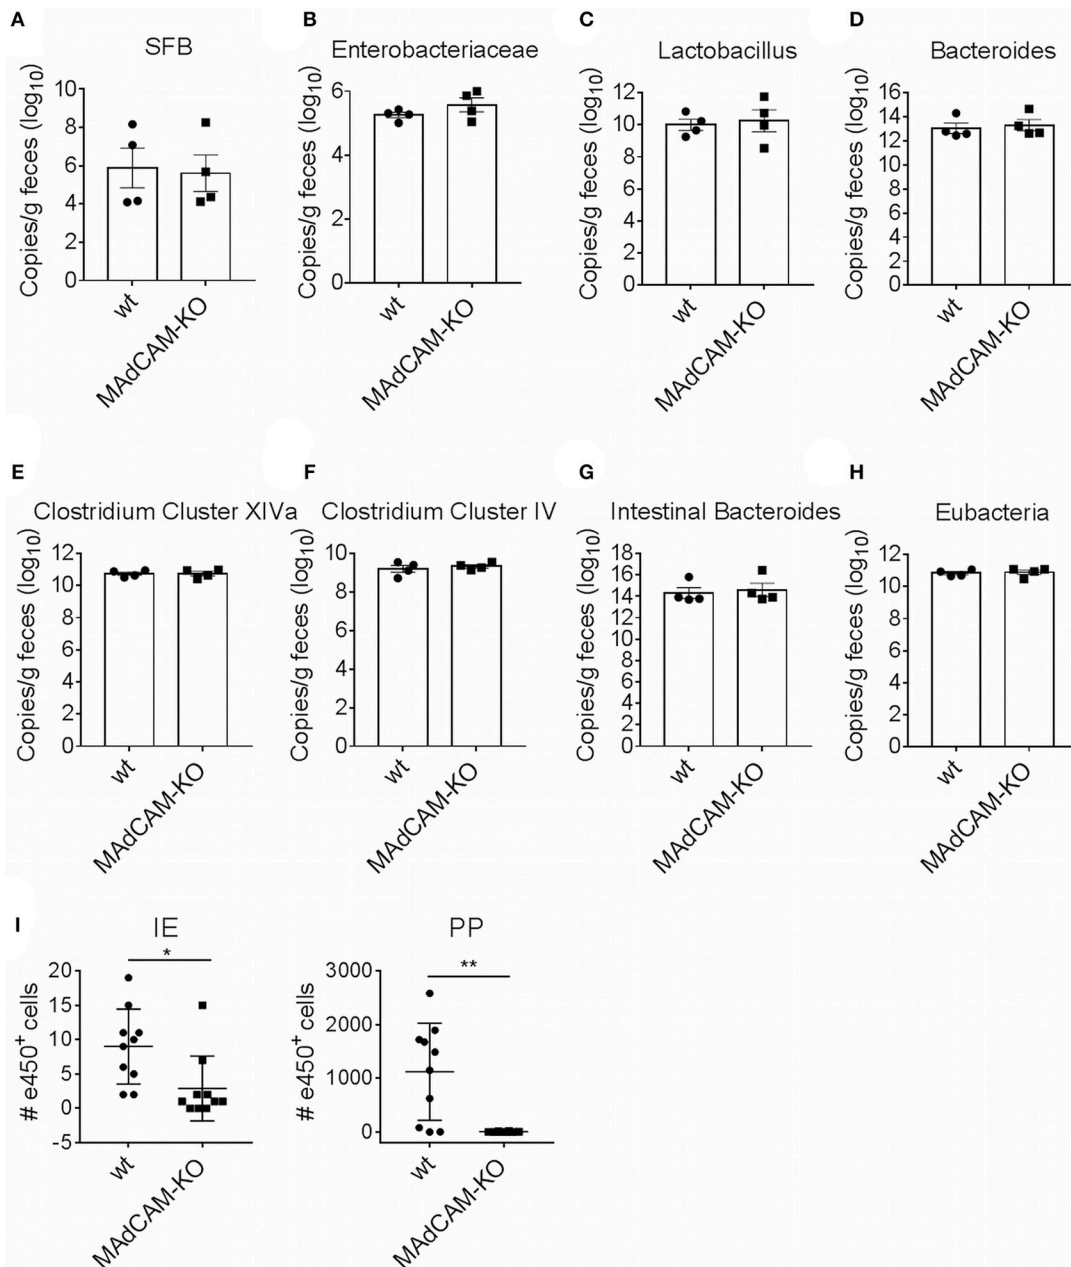 A
SFB
Copies/g feces (log10)
10
8
6
4
2
0
wt
MAdCAM-KO
B
Enterobacteriaceae
Copies/g feces (log10)
6
4
2
0
wt
MAdCAM-KO
C
Lactobacillus
Copies/g feces (log10)
12
10
8
6
4
2
0
wt
MAdCAM-KO
D
Bacteroides
Copies/g feces (log10)
16
14
12
10
8
6
4
2
0
wt
MAdCAM-KO
E
Clostridium Cluster XIVa
Copies/g feces (log10)
12
10
8
6
4
2
0
wt
MAdCAM-KO
F
Clostridium Cluster IV
Copies/g feces (log10)
10
8
6
4
2
0
wt
MAdCAM-KO
G
Intestinal Bacteroides
Copies/g feces (log10)
18
16
14
12
10
8
6
4
2
0
wt
MAdCAM-KO
H
Eubacteria
Copies/g feces (log10)
12
10
8
6
4
2
0
wt
MAdCAM-KO
I
IE
*
# e450+ cells
20
15
10
5
0
-5
wt
MAdCAM-KO
PP
**
# e450+ cells
3000
2000
1000
0
wt
MAdCAM-KO